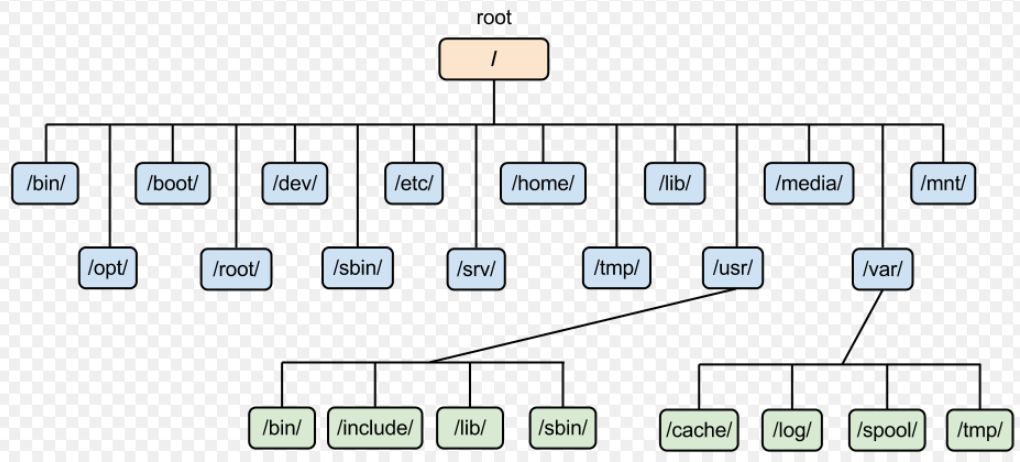 root
/
/bin/ /boot/ /dev/ /etc/ /home/ /lib/ /media/ /mnt/
/opt/ /root/ /sbin/ /srv/ /tmp/ /usr/ /var/
/bin/ /include/ /lib/ /sbin/ /cache/ /log/ /spool/ /tmp/